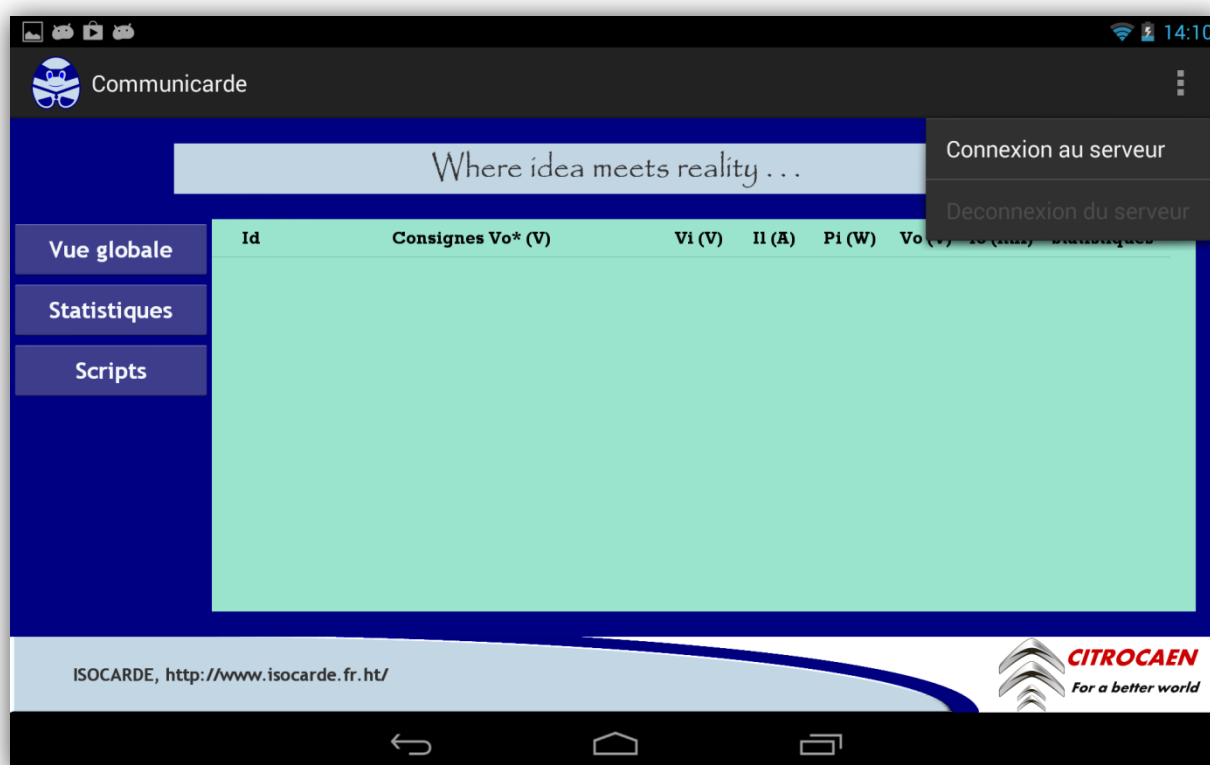 14:10
Communicarde
Connexion au serveur
Deconnexion du serveur
Where idea meets reality . . .
Vue globale
Statistiques
Scripts
Id Consignes Vo* (V) Vi (V) Il (A) Pi (W)
ISOCARDE, http://www.isocarde.fr.ht/
CITROCAEN
For a better world